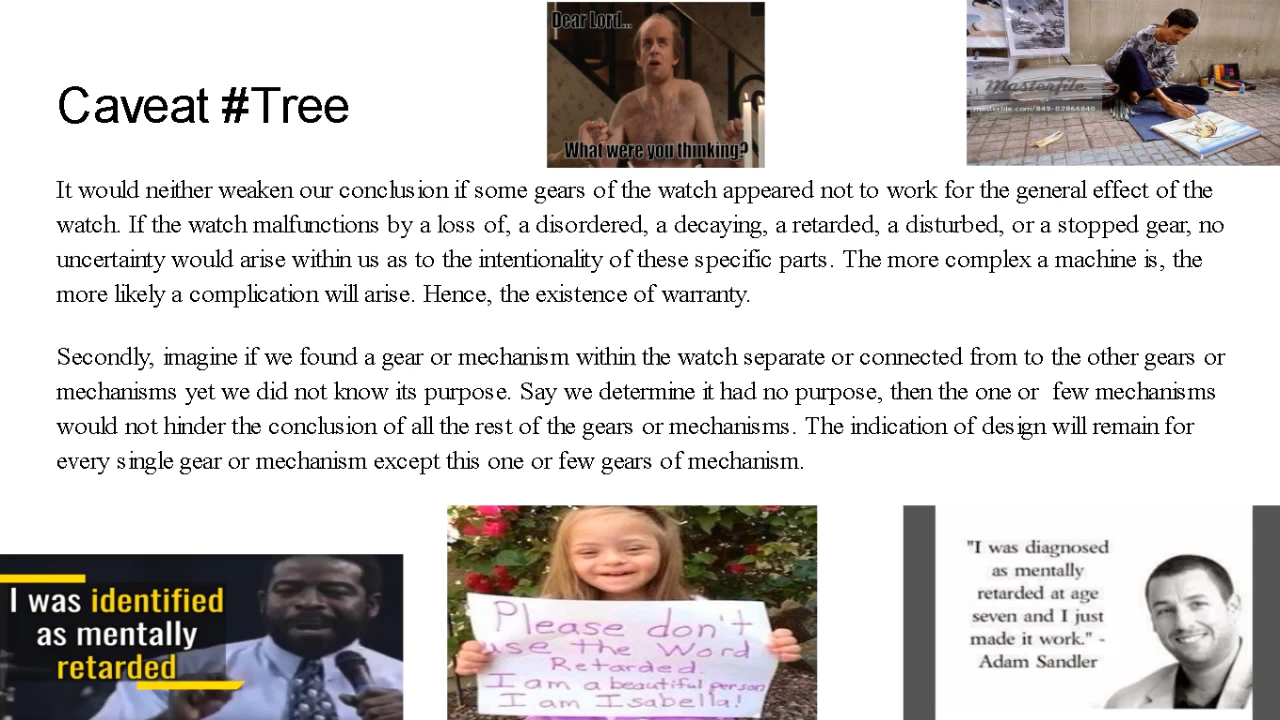 Dear Lord...
What were you thinking?
Masterfile
masterfile.com/849-02866840
Caveat #Tree
It would neither weaken our conclusion if some gears of the watch appeared not to work for the general effect of the
watch. If the watch malfunctions by a loss of, a disordered, a decaying, a retarded, a disturbed, or a stopped gear, no
uncertainty would arise within us as to the intentionality of these specific parts. The more complex a machine is, the
more likely a complication will arise. Hence, the existence of warranty.
Secondly, imagine if we found a gear or mechanism within the watch separate or connected from to the other gears or
mechanisms yet we did not know its purpose. Say we determine it had no purpose, then the one or few mechanisms
would not hinder the conclusion of all the rest of the gears or mechanisms. The indication of design will remain for
every single gear or mechanism except this one or few gears of mechanism.
I was identified
as mentally
retarded
Please don't
use the Word
Retarded.
I am a beautiful person
I am Isabella!
"I was diagnosed
as mentally
retarded at age
seven and I just
made it work." -
Adam Sandler